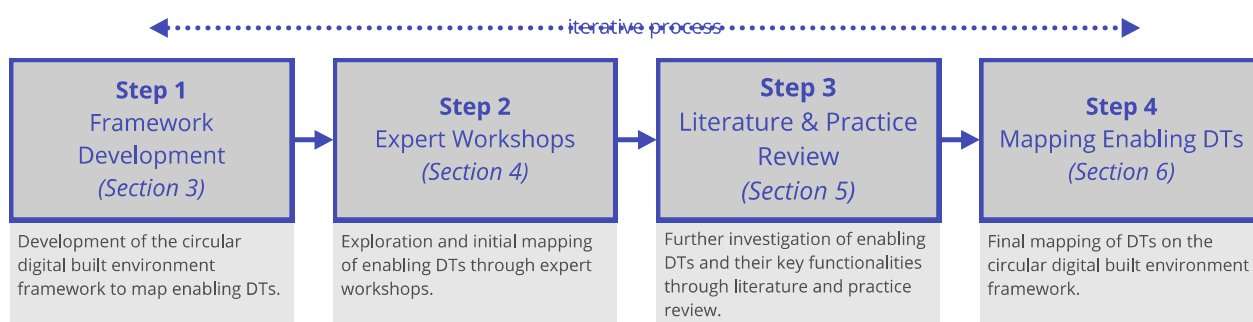 iterative process
Step 1
Framework
Development
(Section 3)
Development of the circular
digital built environment
framework to map enabling DTs.
Step 2
Expert Workshops
(Section 4)
Exploration and initial mapping
of enabling DTs through expert
workshops.
Step 3
Literature & Practice
Review
(Section 5)
Further investigation of enabling
DTs and their key functionalities
through literature and practice
review.
Step 4
Mapping Enabling DTs
(Section 6)
Final mapping of DTs on the
circular digital built environment
framework.